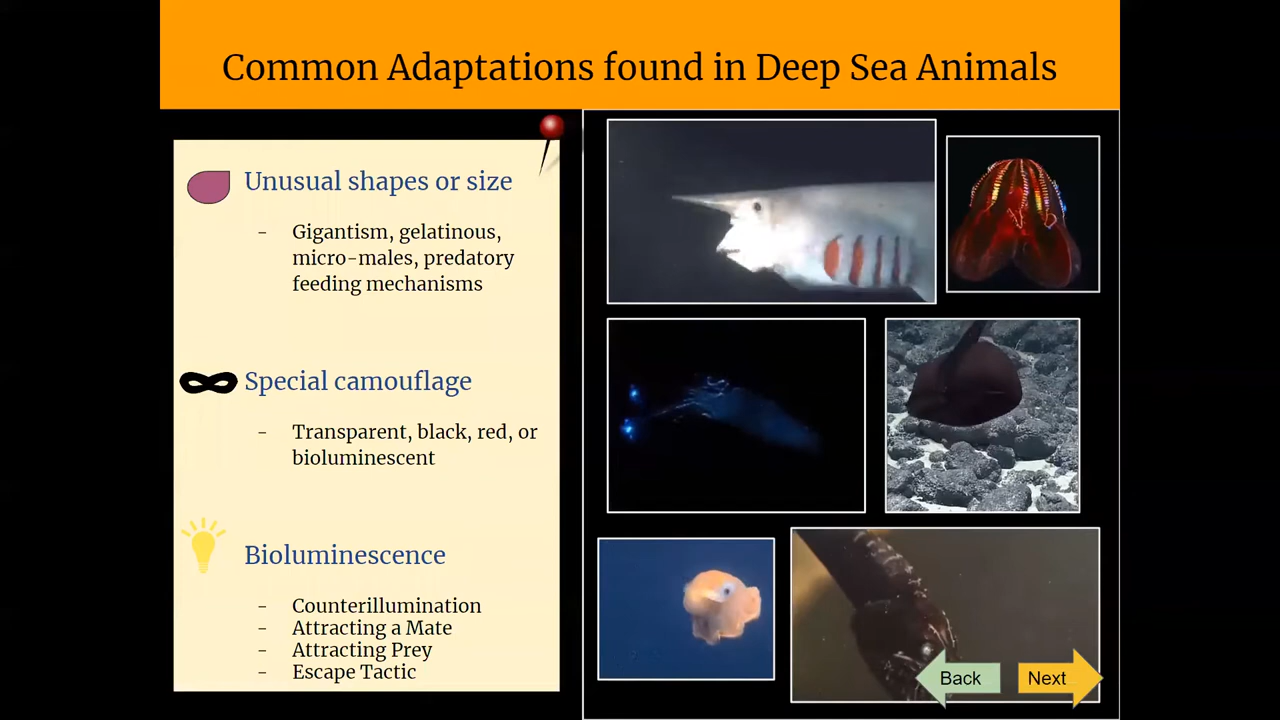 Common Adaptations found in Deep Sea Animals
Unusual shapes or size
- Gigantism, gelatinous,
micro-males, predatory
feeding mechanisms
Special camouflage
- Transparent, black, red, or
bioluminescent
Bioluminescence
- Counterillumination
- Attracting a Mate
- Attracting Prey
- Escape Tactic
Back
Next